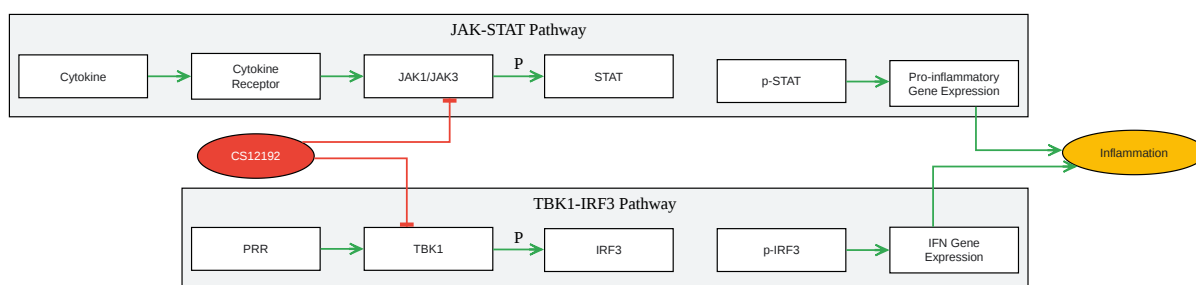 JAK-STAT Pathway
Cytokine
Cytokine
Receptor
JAK1/JAK3
P
STAT
p-STAT
Pro-inflammatory
Gene Expression
CS12192
Inflammation
TBK1-IRF3 Pathway
PRR
TBK1
P
IRF3
p-IRF3
IFN Gene
Expression